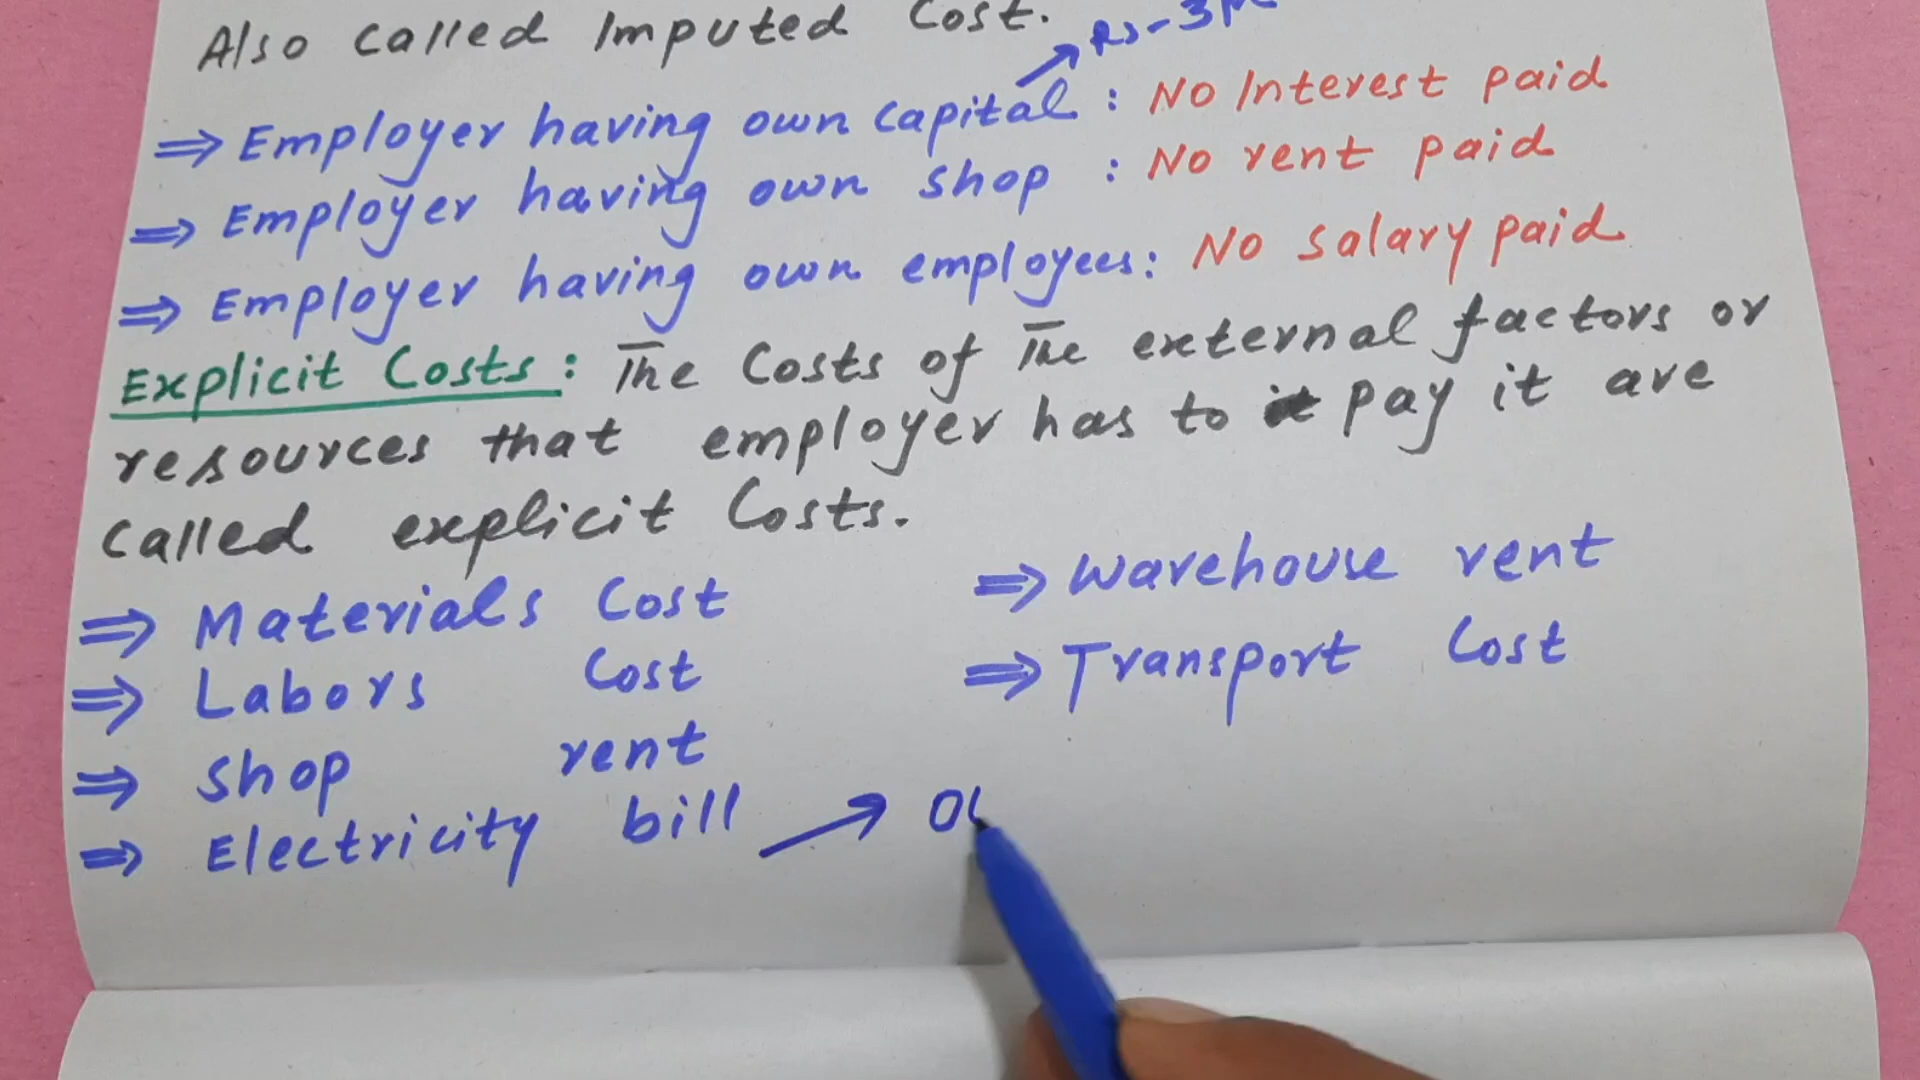 Also called Imputed Cost.
Rs-3
⇒ Employer having own capital : No Interest paid
⇒ Employer having own shop : No rent paid
⇒ Employer having own employees: No salary paid
Explicit Costs: The Costs of The external factors or
resources that employer has to pay it are
called explicit Costs.
⇒ Materials Cost
⇒ Labors Cost
⇒ Shop rent
⇒ Electricity bill →
⇒ Warehouse rent
⇒ Transport Cost